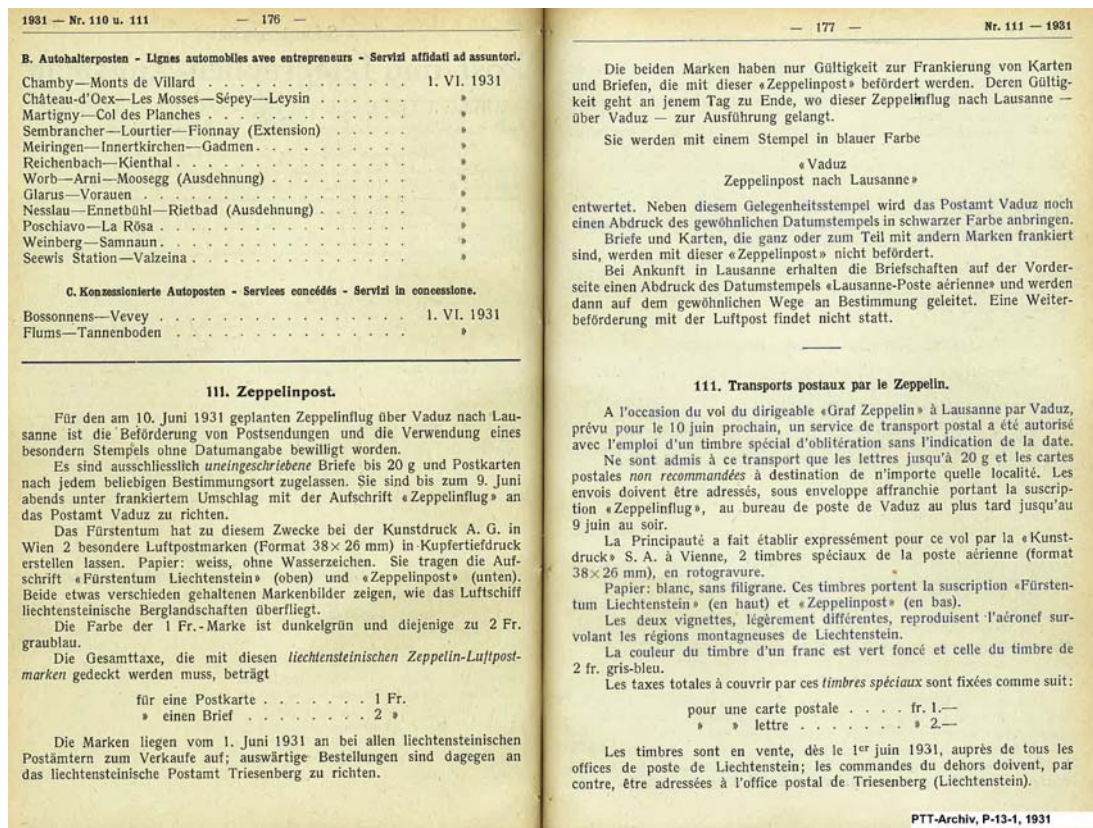 1931 — Nr. 110 u. 111 — 176 —
B. Autohalterposten - Lignes automobiles avec entrepreneurs - Servizi affidati ad assuntori.
Chamby—Monts de Villard . . . . . . . . . . . . . . 1. VI. 1931
Château-d'Oex—Les Mosses—Sépey—Leysin . . . . . . »
Martigny—Col des Planches . . . . . . . . . . . . . »
Sembrancher—Lourtier—Fionnay (Extension) . . . . . »
Meiringen—Innertkirchen—Gadmen . . . . . . . . . . »
Reichenbach—Kienthal . . . . . . . . . . . . . . . »
Worb—Arni—Moosegg (Ausdehnung) . . . . . . . . . »
Glarus—Vorauen . . . . . . . . . . . . . . . . . . »
Nesslau—Ennetbühl—Rietbad (Ausdehnung) . . . . . . »
Poschiavo—La Rösa . . . . . . . . . . . . . . . . . »
Weinberg—Samnaun . . . . . . . . . . . . . . . . . »
Seewis Station—Valzeina . . . . . . . . . . . . . . »
C. Konzessionierte Autoposten - Services concédés - Servizi in concessione.
Bossonnens—Vevey . . . . . . . . . . . . . . . . . 1. VI. 1931
Flums—Tannenboden . . . . . . . . . . . . . . . . »
111. Zeppelinpost.
Für den am 10. Juni 1931 geplanten Zeppelinflug über Vaduz nach Lau-
sanne ist die Beförderung von Postsendungen und die Verwendung eines
besondern Stempels ohne Datumangabe bewilligt worden.
Es sind ausschliesslich uneingeschriebene Briefe bis 20 g und Postkarten
nach jedem beliebigen Bestimmungsort zugelassen. Sie sind bis zum 9. Juni
abends unter frankiertem Umschlag mit der Aufschrift «Zeppelinflug» an
das Postamt Vaduz zu richten.
Das Fürstentum hat zu diesem Zwecke bei der Kunstdruck A. G. in
Wien 2 besondere Luftpostmarken (Format 38×26 mm) in Kupfertiefdruck
erstellen lassen. Papier: weiss, ohne Wasserzeichen. Sie tragen die Auf-
schrift «Fürstentum Liechtenstein» (oben) und «Zeppelinpost» (unten).
Beide etwas verschieden gehaltenen Markenbilder zeigen, wie das Luftschiff
liechtensteinische Berglandschaften überfliegt.
Die Farbe der 1 Fr.-Marke ist dunkelgrün und diejenige zu 2 Fr.
graublau.
Die Gesamttaxe, die mit diesen liechtensteinischen Zeppelin-Luftpost-
marken gedeckt werden muss, beträgt
für eine Postkarte . . . . . . . 1 Fr.
» einen Brief . . . . . . . . 2 »
Die Marken liegen vom 1. Juni 1931 an bei allen liechtensteinischen
Postämtern zum Verkaufe auf; auswärtige Bestellungen sind dagegen an
das liechtensteinische Postamt Triesenberg zu richten.
— 177 — Nr. 111 — 1931
Die beiden Marken haben nur Gültigkeit zur Frankierung von Karten
und Briefen, die mit dieser «Zeppelinpost» befördert werden. Deren Gültig-
keit geht an jenem Tag zu Ende, wo dieser Zeppelinflug nach Lausanne —
über Vaduz — zur Ausführung gelangt.
Sie werden mit einem Stempel in blauer Farbe
«Vaduz
Zeppelinpost nach Lausanne»
entwertet. Neben diesem Gelegenheitsstempel wird das Postamt Vaduz noch
einen Abdruck des gewöhnlichen Datumstempels in schwarzer Farbe anbringen.
Briefe und Karten, die ganz oder zum Teil mit andern Marken frankiert
sind, werden mit dieser «Zeppelinpost» nicht befördert.
Bei Ankunft in Lausanne erhalten die Briefschaften auf der Vorder-
seite einen Abdruck des Datumstempels «Lausanne-Poste aérienne» und werden
dann auf dem gewöhnlichen Wege an Bestimmung geleitet. Eine Weiter-
beförderung mit der Luftpost findet nicht statt.
111. Transports postaux par le Zeppelin.
A l'occasion du vol du dirigeable «Graf Zeppelin» à Lausanne par Vaduz,
prévu pour le 10 juin prochain, un service de transport postal a été autorisé
avec l'emploi d'un timbre spécial d'oblitération sans l'indication de la date.
Ne sont admis à ce transport que les lettres jusqu'à 20 g et les cartes
postales non recommandées à destination de n'importe quelle localité. Les
envois doivent être adressés, sous enveloppe affranchie portant la suscrip-
tion «Zeppelinflug», au bureau de poste de Vaduz au plus tard jusqu'au
9 juin au soir.
La Principauté a fait établir expressément pour ce vol par la «Kunst-
druck» S. A. à Vienne, 2 timbres spéciaux de la poste aérienne (format
38×26 mm), en rotogravure.
Papier: blanc, sans filigrane. Ces timbres portent la suscription «Fürsten-
tum Liechtenstein» (en haut) et «Zeppelinpost» (en bas).
Les deux vignettes, légèrement différentes, reproduisent l'aéronef sur-
volant les régions montagneuses de Liechtenstein.
La couleur du timbre d'un franc est vert foncé et celle du timbre de
2 fr. gris-bleu.
Les taxes totales à couvrir par ces timbres spéciaux sont fixées comme suit:
pour une carte postale . . . . fr. 1.—
» » lettre . . . . . . . » 2.—
Les timbres sont en vente, dès le 1er juin 1931, auprès de tous les
offices de poste de Liechtenstein; les commandes du dehors doivent, par
contre, être adressées à l'office postal de Triesenberg (Liechtenstein).
PTT-Archiv, P-13-1, 1931